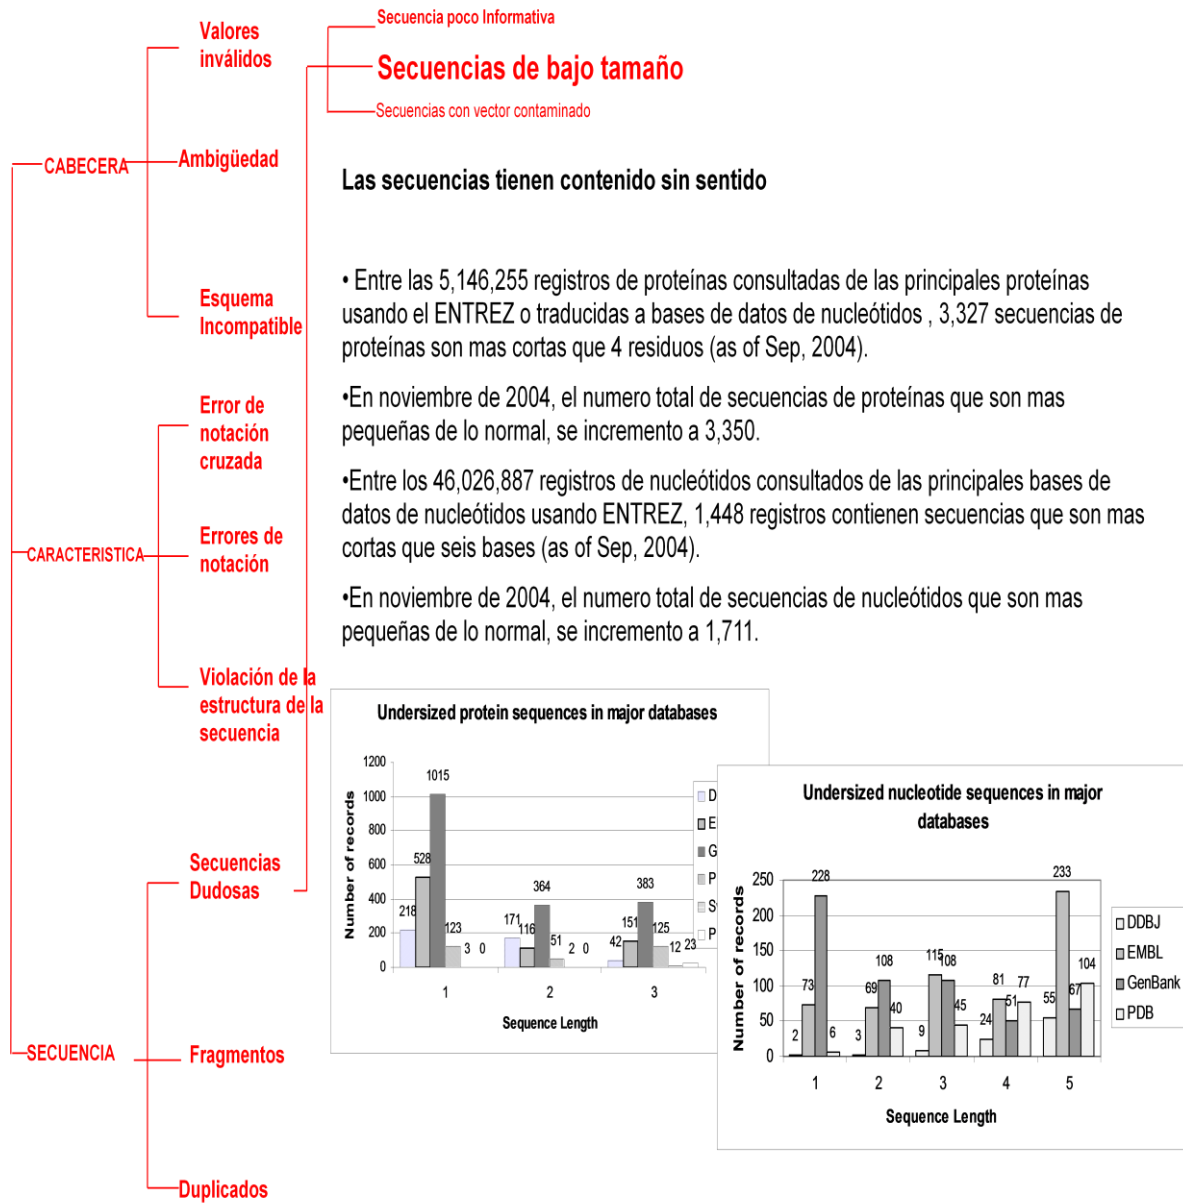 Valores
inválidos
CABECERA
Ambigüedad
Esquema
Incompatible
Error de
notación
cruzada
CARACTERISTICA
Errores de
notación
Violación de la
estructura de la
secuencia
Secuencias
Dudosas
SECUENCIA
Fragmentos
Duplicados
Secuencia poco Informativa
Secuencias de bajo tamaño
Secuencias con vector contaminado
Las secuencias tienen contenido sin sentido
• Entre las 5,146,255 registros de proteínas consultadas de las principales proteínas
usando el ENTREZ o traducidas a bases de datos de nucleótidos , 3,327 secuencias de
proteínas son mas cortas que 4 residuos (as of Sep, 2004).
•En noviembre de 2004, el numero total de secuencias de proteínas que son mas
pequeñas de lo normal, se incremento a 3,350.
•Entre los 46,026,887 registros de nucleótidos consultados de las principales bases de
datos de nucleótidos usando ENTREZ, 1,448 registros contienen secuencias que son mas
cortas que seis bases (as of Sep, 2004).
•En noviembre de 2004, el numero total de secuencias de nucleótidos que son mas
pequeñas de lo normal, se incremento a 1,711.
Undersized protein sequences in major databases
Number of records
1200
1000
800
600
400
200
0
218 528 1015 123 3 0
171 116 364 51 2 0
42 151 383 125 12 23
1 2 3
Sequence Length
D
E
G
P
S
P
Undersized nucleotide sequences in major
databases
Number of records
250
200
150
100
50
0
2 73 228 6
3 69 108 40
9 115 108 45
24 81 51 77
55 233 67 104
1 2 3 4 5
Sequence Length
DDBJ
EMBL
GenBank
PDB